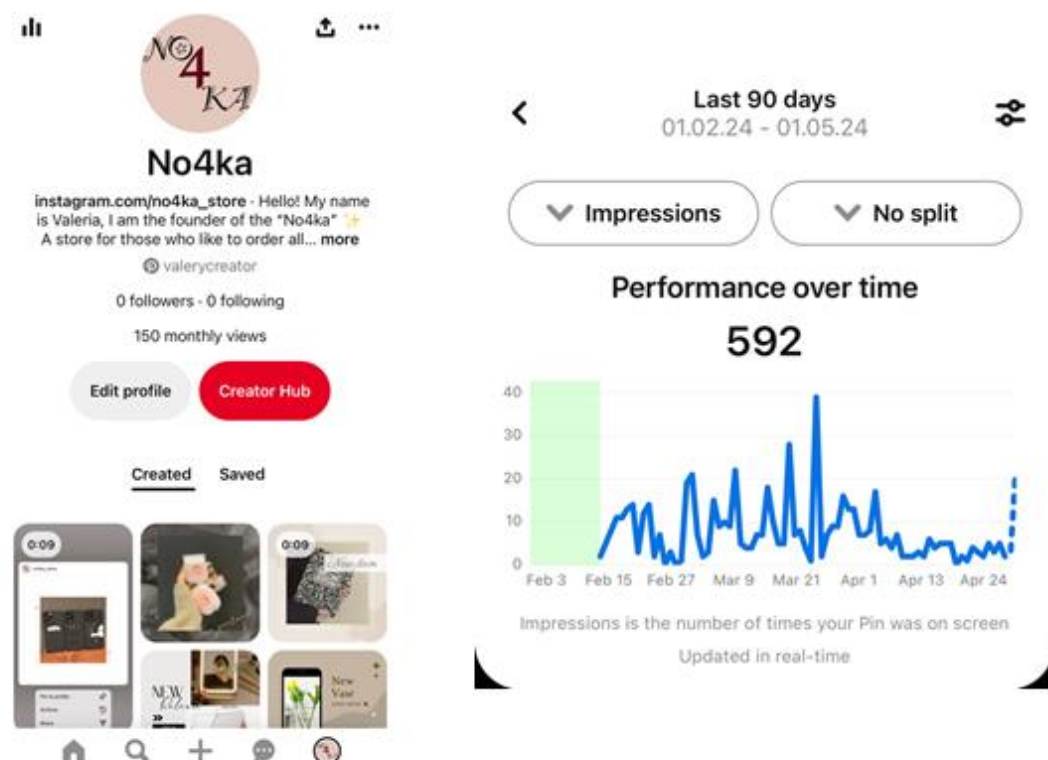 NO
4
KA
No4ka
instagram.com/no4ka_store · Hello! My name
is Valeria, I am the founder of the "No4ka" ✨
A store for those who like to order all... more
valerycreator
0 followers · 0 following
150 monthly views
Edit profile
Creator Hub
Created
Saved
0:09
0:09
NEW
New
Vase
Last 90 days
01.02.24 - 01.05.24
Impressions
No split
Performance over time
592
40
30
20
10
0
Feb 3 Feb 15 Feb 27 Mar 9 Mar 21 Apr 1 Apr 13 Apr 24
Impressions is the number of times your Pin was on screen
Updated in real-time